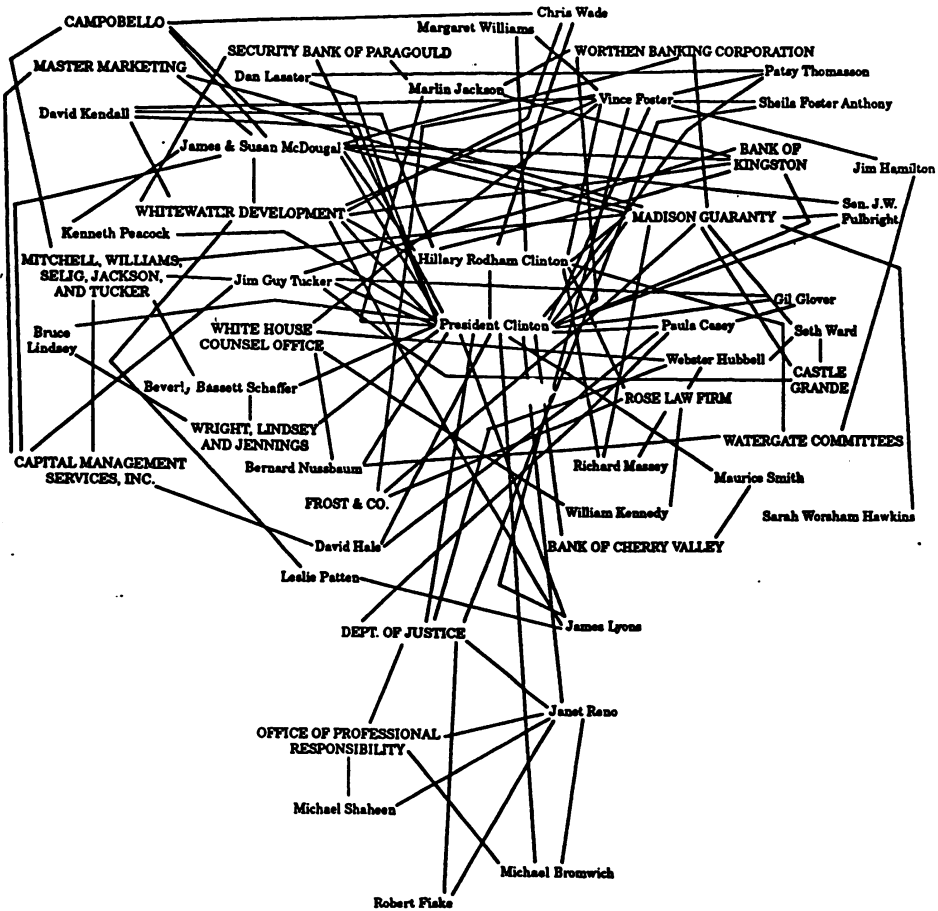 Chris Wade
CAMPOBELLO
Margaret Williams
SECURITY BANK OF PARAGOULD
WORTHEN BANKING CORPORATION
MASTER MARKETING
Dan Lasater
Patsy Thomasson
Marlin Jackson
Vince Foster
Sheila Foster Anthony
David Kendall
James & Susan McDougal
BANK OF
KINGSTON
Jim Hamilton
WHITEWATER DEVELOPMENT
MADISON GUARANTY
Sen. J.W.
Fulbright
Kenneth Peacock
MITCHELL, WILLIAMS,
SELIG, JACKSON,
AND TUCKER
Hillary Rodham Clinton
Jim Guy Tucker
Gil Glover
Bruce
Lindsey
WHITE HOUSE
COUNSEL OFFICE
President Clinton
Paula Casey
Seth Ward
Webster Hubbell
CASTLE
GRANDE
Beverly Bassett Schaffer
ROSE LAW FIRM
WRIGHT, LINDSEY
AND JENNINGS
WATERGATE COMMITTEES
CAPITAL MANAGEMENT
SERVICES, INC.
Bernard Nussbaum
Richard Massey
Maurice Smith
FROST & CO.
William Kennedy
Sarah Worsham Hawkins
David Hale
BANK OF CHERRY VALLEY
Leslie Patten
DEPT. OF JUSTICE
James Lyons
Janet Reno
OFFICE OF PROFESSIONAL
RESPONSIBILITY
Michael Shaheen
Michael Bromwich
Robert Fiske